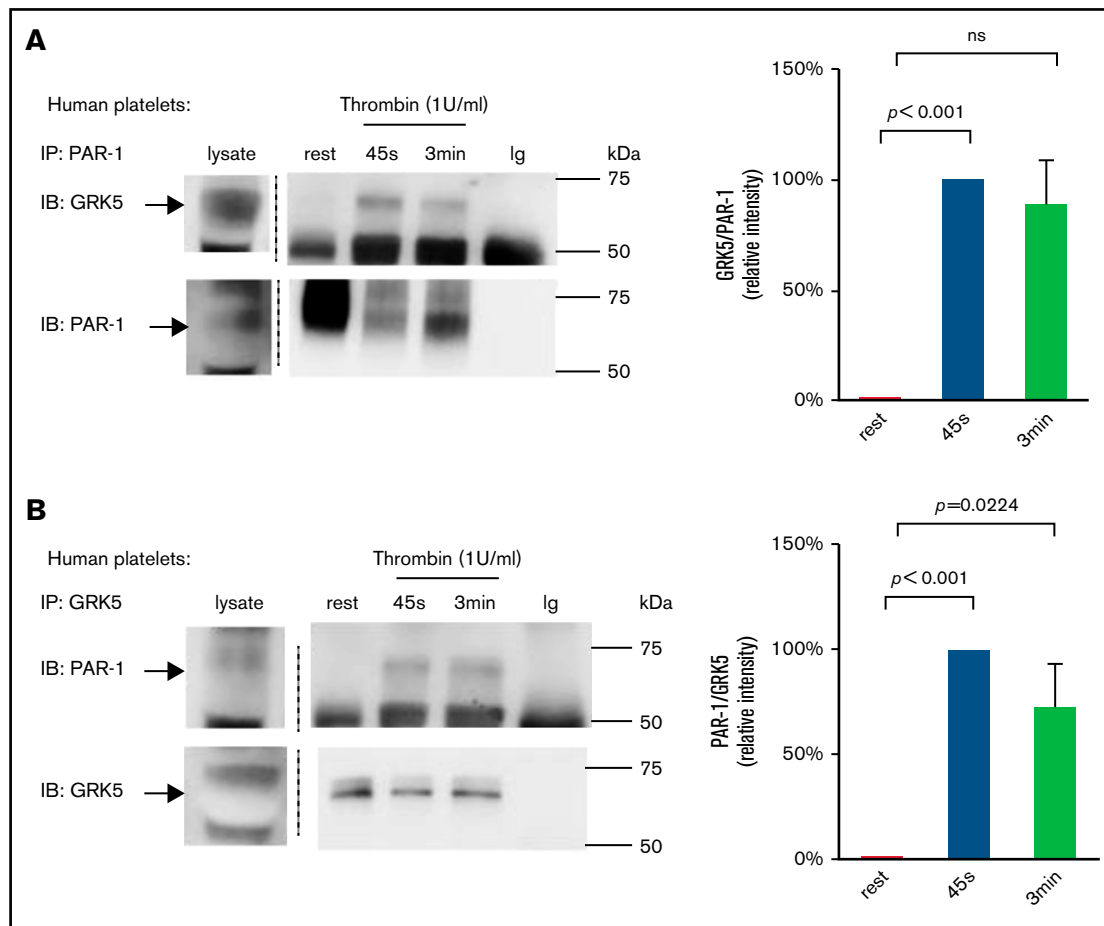 A
Human platelets:
Thrombin (1U/ml)
IP: PAR-1
lysate
rest
45s
3min
Ig
kDa
IB: GRK5
75
50
IB: PAR-1
75
50
GRK5/PAR-1
(relative intensity)
150%
100%
50%
0%
ns
p< 0.001
rest
45s
3min
B
Human platelets:
Thrombin (1U/ml)
IP: GRK5
lysate
rest
45s
3min
Ig
kDa
IB: PAR-1
75
50
IB: GRK5
75
50
PAR-1/GRK5
(relative intensity)
150%
100%
50%
0%
p=0.0224
p< 0.001
rest
45s
3min